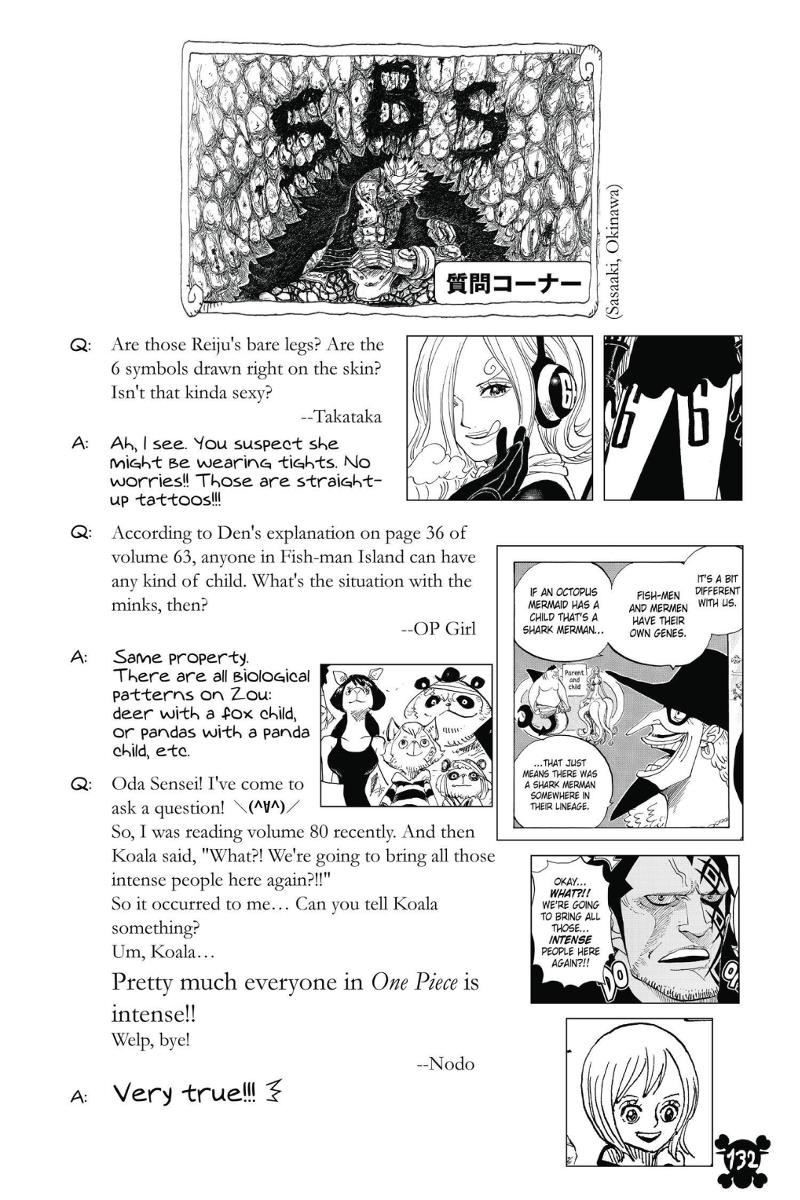 SBS
質問コーナー
(Sasaaki, Okinawa)
Q: Are those Reiju's bare legs? Are the
6 symbols drawn right on the skin?
Isn't that kinda sexy?
--Takataka
A: Ah, I see. You suspect she
might be wearing tights. No
worries!! Those are straight-
up tattoos!!!
66
6
6
Q: According to Den's explanation on page 36 of
volume 63, anyone in Fish-man Island can have
any kind of child. What's the situation with the
minks, then?
--OP Girl
A: Same property.
There are all biological
patterns on Zou:
deer with a fox child,
or pandas with a panda
child, etc.
IT'S A BIT
DIFFERENT
WITH US.
FISH-MEN
AND MERMEN
HAVE THEIR
OWN GENES.
IF AN OCTOPUS
MERMAID HAS A
CHILD THAT'S A
SHARK MERMAN...
Parent
and
child
...THAT JUST
MEANS THERE WAS
A SHARK MERMAN
SOMEWHERE IN
THEIR LINEAGE.
Q: Oda Sensei! I've come to
ask a question! ＼(^∀^)／
So, I was reading volume 80 recently. And then
Koala said, "What?! We're going to bring all those
intense people here again?!!"
So it occurred to me… Can you tell Koala
something?
Um, Koala…
Pretty much everyone in One Piece is
intense!!
Welp, bye!
--Nodo
OKAY...
WHAT?!!
WE'RE GOING
TO BRING ALL
THOSE...
INTENSE
PEOPLE HERE
AGAIN?!!
DO
OM
A: Very true!!!
132